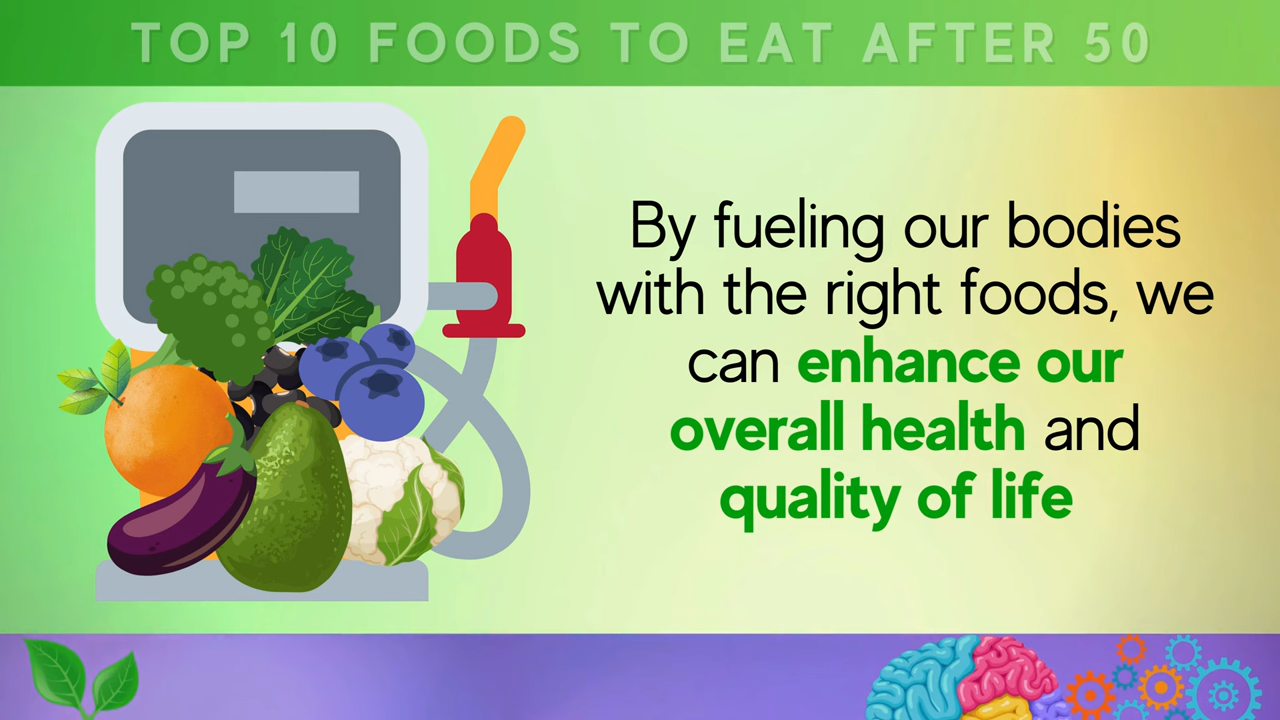 TOP 10 FOODS TO EAT AFTER 50
By fueling our bodies
with the right foods, we
can enhance our
overall health and
quality of life